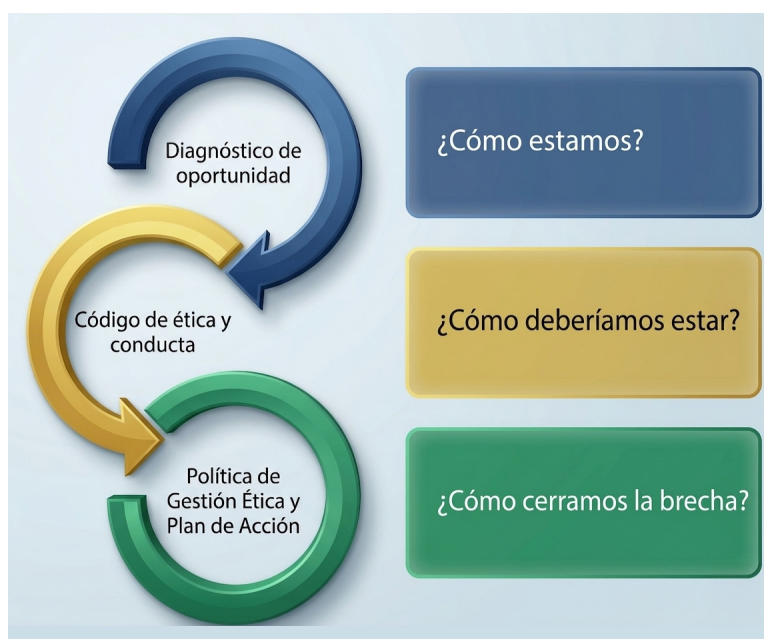 Diagnóstico de
oportunidad
¿Cómo estamos?
Código de ética y
conducta
¿Cómo deberíamos estar?
Política de
Gestión Ética y
Plan de Acción
¿Cómo cerramos la brecha?